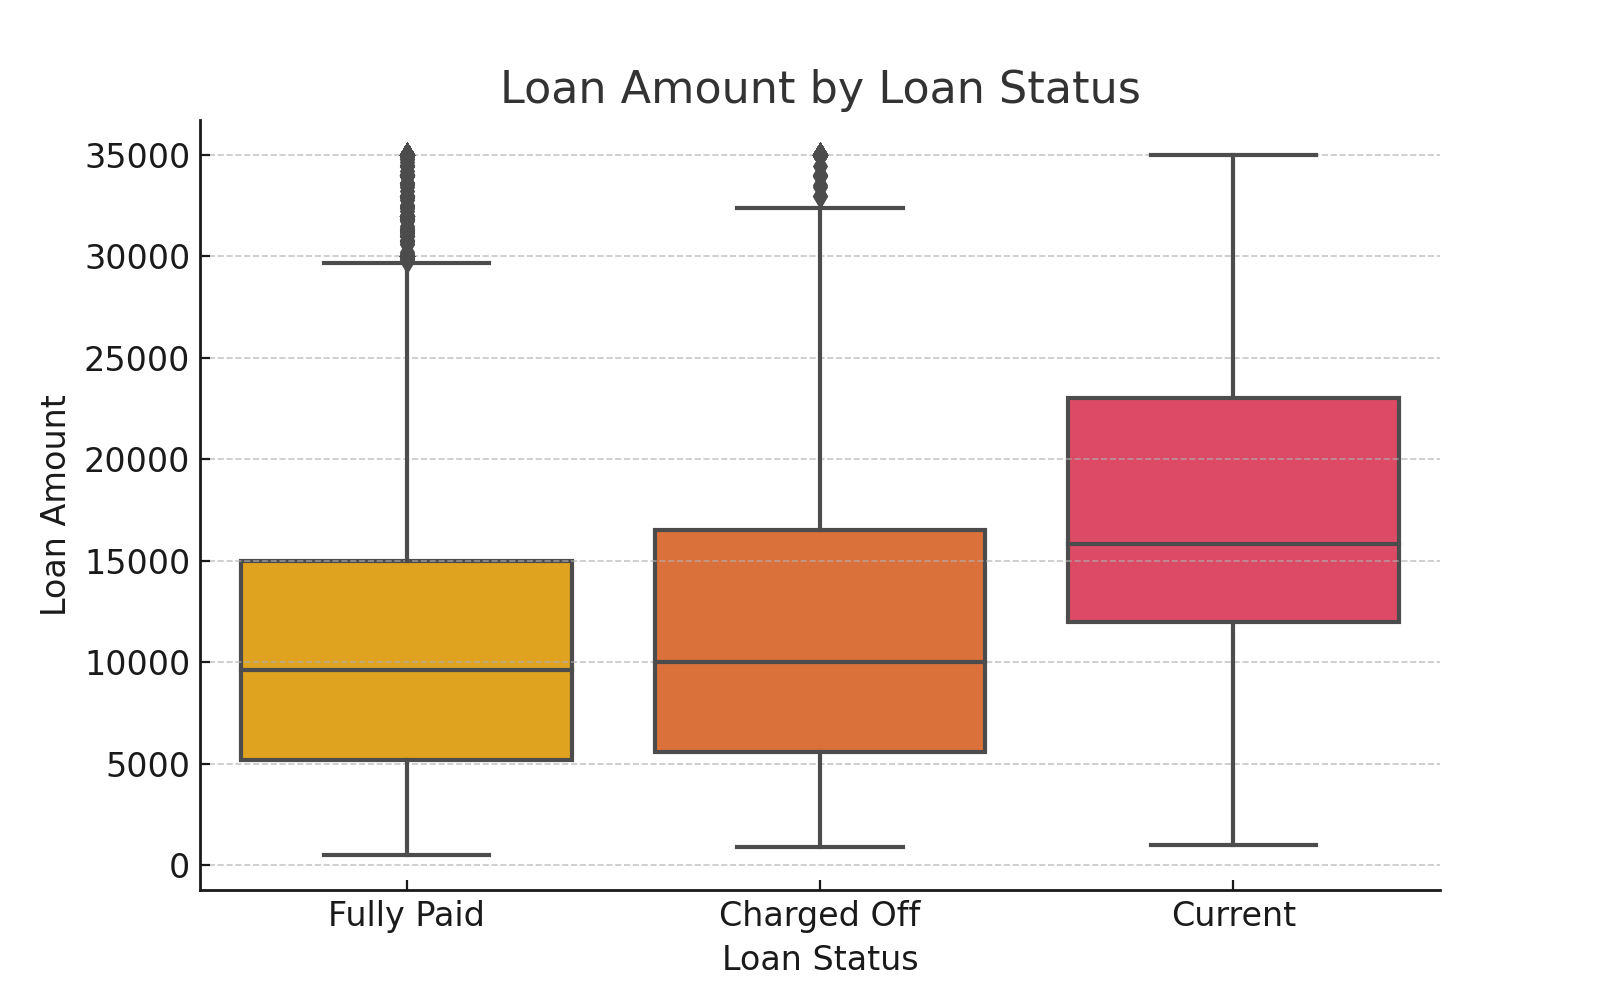 Loan Amount by Loan Status
35000
30000
25000
20000
15000
10000
5000
0
Loan Amount
Fully Paid
Charged Off
Current
Loan Status